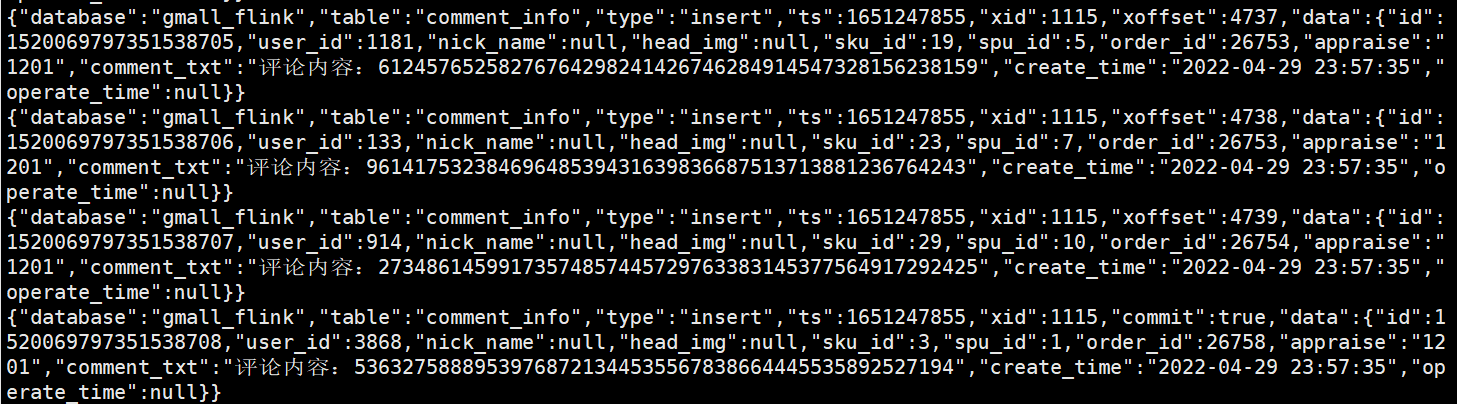 {"database":"gmall_flink","table":"comment_info","type":"insert","ts":1651247855,"xid":1115,"xoffset":4737,"data":{"id":
1520069797351538705,"user_id":1181,"nick_name":null,"head_img":null,"sku_id":19,"spu_id":5,"order_id":26753,"appraise":"
1201","comment_txt":"评论内容：61245765258276764298241426746284914547328156238159","create_time":"2022-04-29 23:57:35","
operate_time":null}}
{"database":"gmall_flink","table":"comment_info","type":"insert","ts":1651247855,"xid":1115,"xoffset":4738,"data":{"id":
1520069797351538706,"user_id":133,"nick_name":null,"head_img":null,"sku_id":23,"spu_id":7,"order_id":26753,"appraise":"1
201","comment_txt":"评论内容：96141753238469648539431639836687513713881236764243","create_time":"2022-04-29 23:57:35","o
perate_time":null}}
{"database":"gmall_flink","table":"comment_info","type":"insert","ts":1651247855,"xid":1115,"xoffset":4739,"data":{"id":
1520069797351538707,"user_id":914,"nick_name":null,"head_img":null,"sku_id":29,"spu_id":10,"order_id":26754,"appraise":"
1201","comment_txt":"评论内容：27348614599173574857445729763383145377564917292425","create_time":"2022-04-29 23:57:35","
operate_time":null}}
{"database":"gmall_flink","table":"comment_info","type":"insert","ts":1651247855,"xid":1115,"commit":true,"data":{"id":1
520069797351538708,"user_id":3868,"nick_name":null,"head_img":null,"sku_id":3,"spu_id":1,"order_id":26758,"appraise":"12
01","comment_txt":"评论内容：53632758889539768721344535567838664445535892527194","create_time":"2022-04-29 23:57:35","op
erate_time":null}}